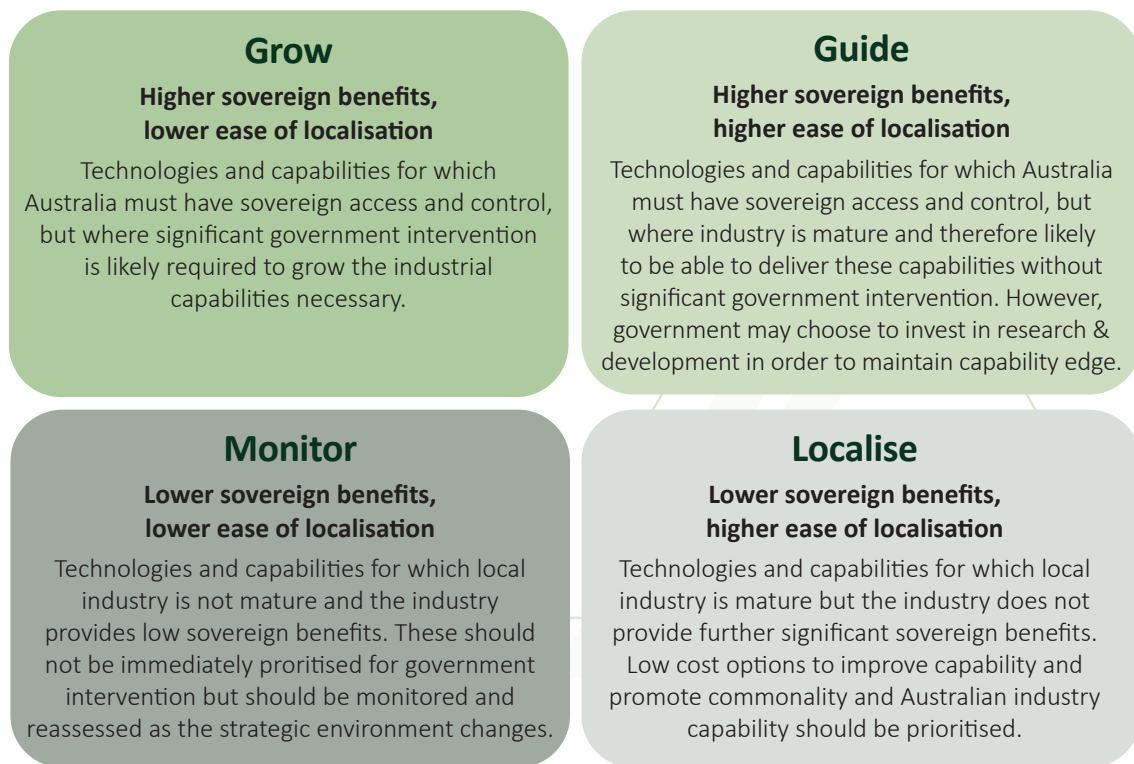 Grow
Higher sovereign benefits,
lower ease of localisation
Technologies and capabilities for which
Australia must have sovereign access and control,
but where significant government intervention
is likely required to grow the industrial
capabilities necessary.
Guide
Higher sovereign benefits,
higher ease of localisation
Technologies and capabilities for which Australia
must have sovereign access and control, but
where industry is mature and therefore likely
to be able to deliver these capabilities without
significant government intervention. However,
government may choose to invest in research &
development in order to maintain capability edge.
Monitor
Lower sovereign benefits,
lower ease of localisation
Technologies and capabilities for which local
industry is not mature and the industry
provides low sovereign benefits. These should
not be immediately proritised for government
intervention but should be monitored and
reassessed as the strategic environment changes.
Localise
Lower sovereign benefits,
higher ease of localisation
Technologies and capabilities for which local
industry is mature but the industry does not
provide further significant sovereign benefits.
Low cost options to improve capability and
promote commonality and Australian industry
capability should be prioritised.